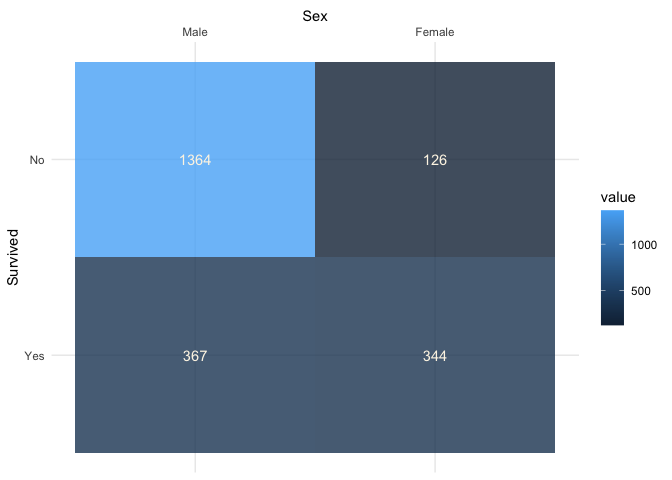 Sex
Male Female
No
1364 126
value
1000
500
Survived
Yes
367 344